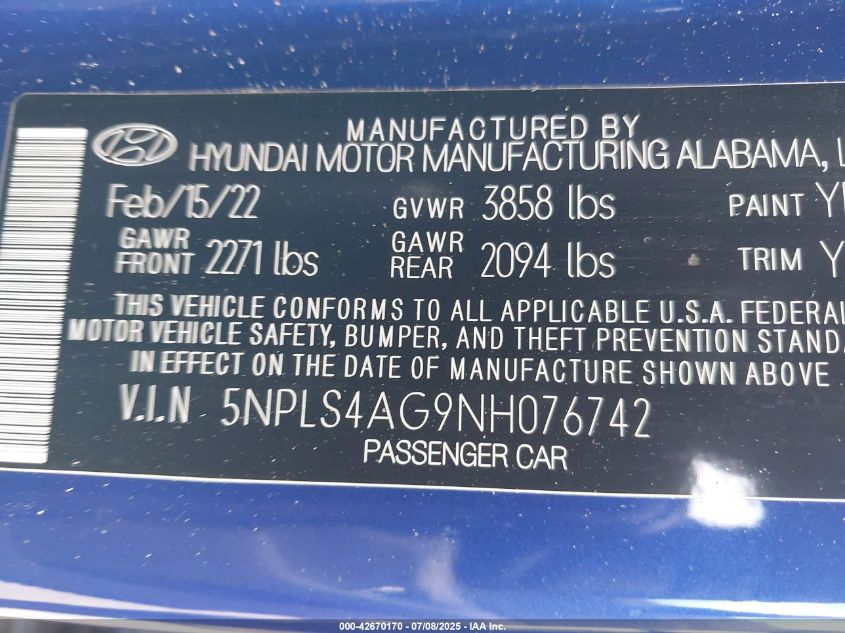 MANUFACTURED BY
HYUNDAI MOTOR MANUFACTURING ALABAMA,
Feb/15/22 GVWR 3858 lbs PAINT
GAWR FRONT 2271 lbs GAWR REAR 2094 lbs TRIM
THIS VEHICLE CONFORMS TO ALL APPLICABLE U.S.A. FEDERAL
MOTOR VEHICLE SAFETY, BUMPER, AND THEFT PREVENTION STANDA
IN EFFECT ON THE DATE OF MANUFACTURE SHOWN ABOVE
V.I.N 5NPLS4AG9NH076742
PASSENGER CAR
000-42670170 - 07/08/2025 - IAA Inc.